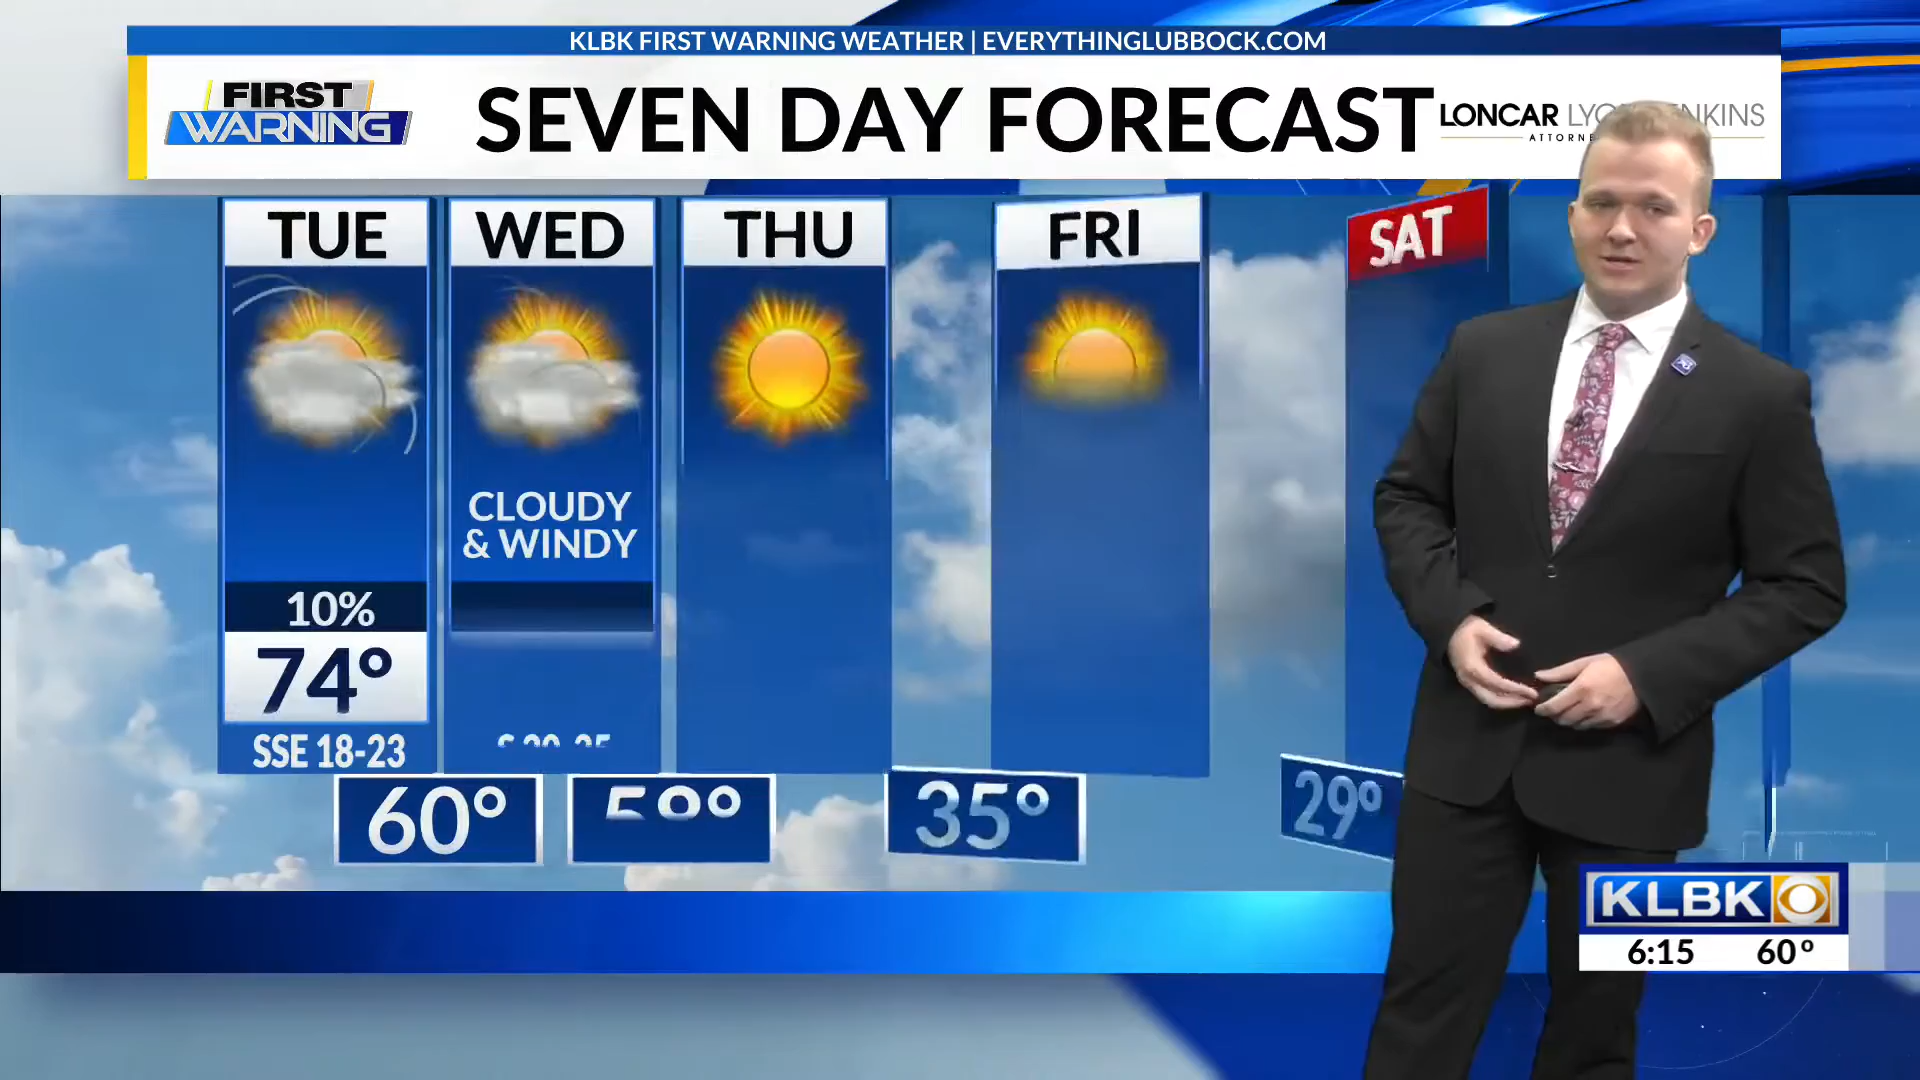 KLBK FIRST WARNING WEATHER | EVERYTHINGLUBBOCK.COM
FIRST
WARNING
SEVEN DAY FORECAST
LONCAR
TUE
WED
THU
FRI
SAT
CLOUDY
& WINDY
10%
74°
SSE 18-23
60°
35°
29°
KLBK
6:15 60°